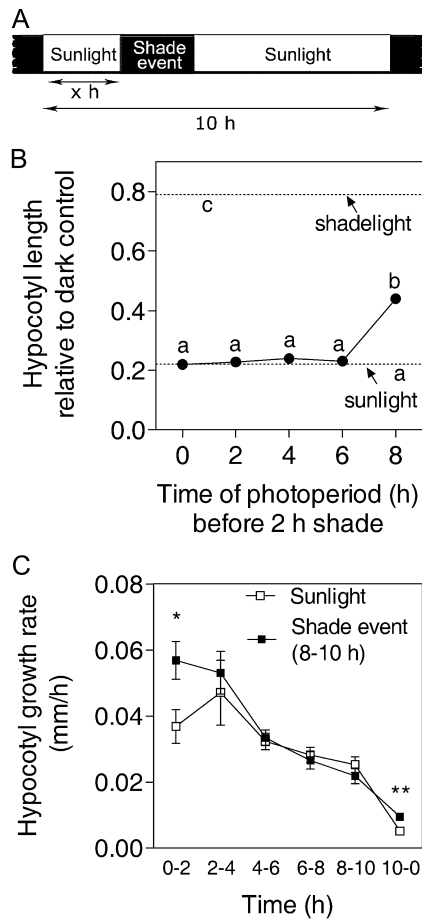 A
Sunlight
Shade
event
Sunlight
x h
10 h
B
Hypocotyl length
relative to dark control
0.8
0.6
0.4
0.2
0.0
c
shadelight
a
a
a
a
b
a
sunlight
0
2
4
6
8
Time of photoperiod (h)
before 2 h shade
C
Hypocotyl growth rate
(mm/h)
0.08
0.06
0.04
0.02
0.00
Sunlight
Shade event
(8-10 h)
*
**
0-2
2-4
4-6
6-8
8-10
10-0
Time (h)